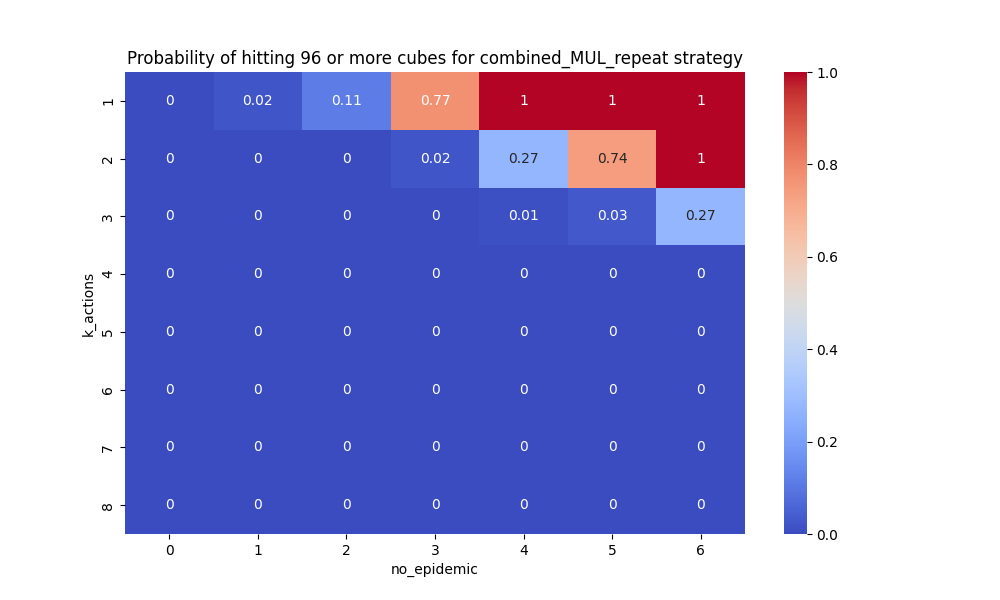 Probability of hitting 96 or more cubes for combined_MUL_repeat strategy
1 0 0.02 0.11 0.77 1 1 1
2 0 0 0 0.02 0.27 0.74 1
3 0 0 0 0 0.01 0.03 0.27
4 0 0 0 0 0 0 0
5 0 0 0 0 0 0 0
6 0 0 0 0 0 0 0
7 0 0 0 0 0 0 0
8 0 0 0 0 0 0 0
k_actions
0 1 2 3 4 5 6
no_epidemic
1.0
0.8
0.6
0.4
0.2
0.0